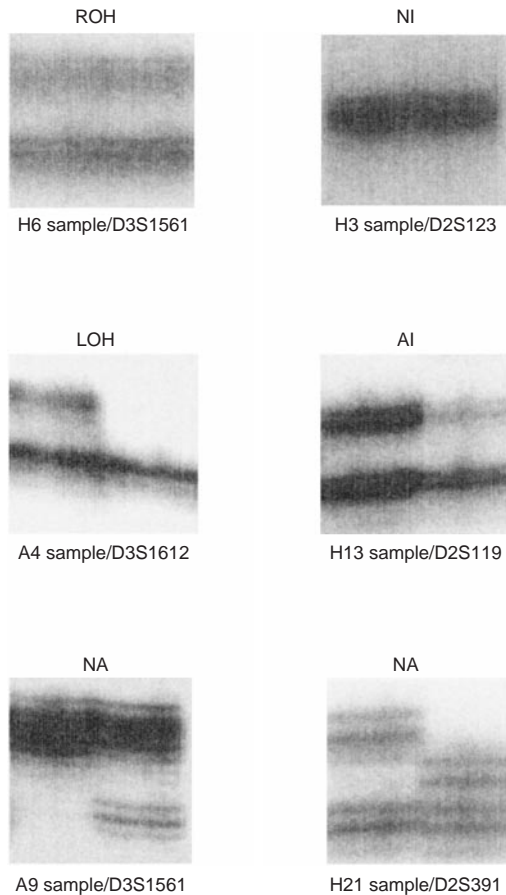 ROH
NI
H6 sample/D3S1561
H3 sample/D2S123
LOH
AI
A4 sample/D3S1612
H13 sample/D2S119
NA
NA
A9 sample/D3S1561
H21 sample/D2S391